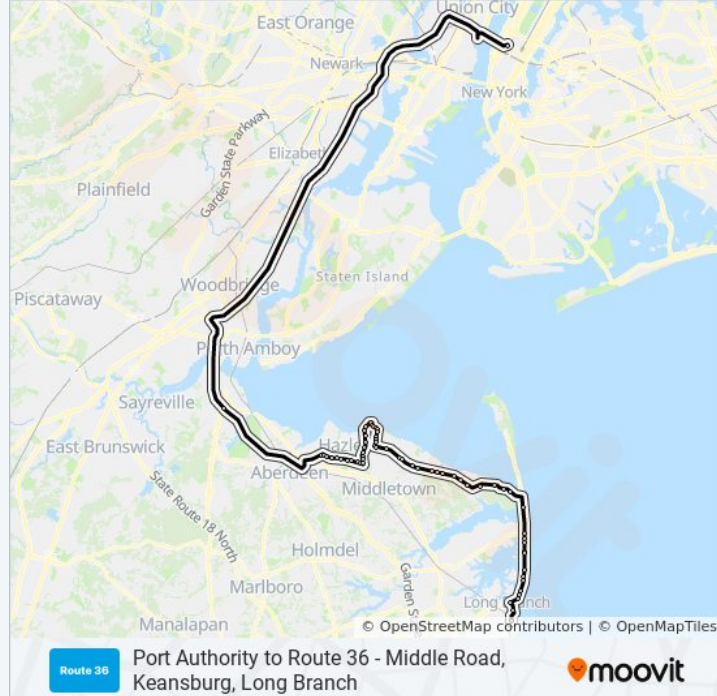 Union City
East Orange
Newark
New York
Garden State Parkway
Elizabeth
Plainfield
Staten Island
Woodbridge
Piscataway
Perth Amboy
Sayreville
East Brunswick
Hazlet
Aberdeen
Middletown
State Route 18 North
Holmdel
Garden S
Marlboro
Long Branch
Manalapan
© OpenStreetMap contributors | © OpenMapTiles
Route 36
Port Authority to Route 36 - Middle Road,
Keansburg, Long Branch
moovit